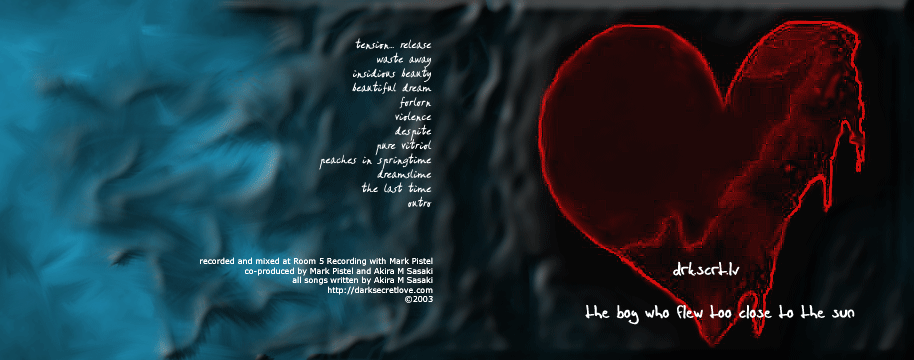 tension... release
waste away
insidious beauty
beautiful dream
forlorn
violence
despite
pure vitriol
peaches in springtime
dreamslime
the last time
outro
recorded and mixed at Room 5 Recording with Mark Pistel
co-produced by Mark Pistel and Akira M Sasaki
all songs written by Akira M Sasaki
http://darksecretlove.com
©2003
drkscrtlv
the boy who flew too close to the sun